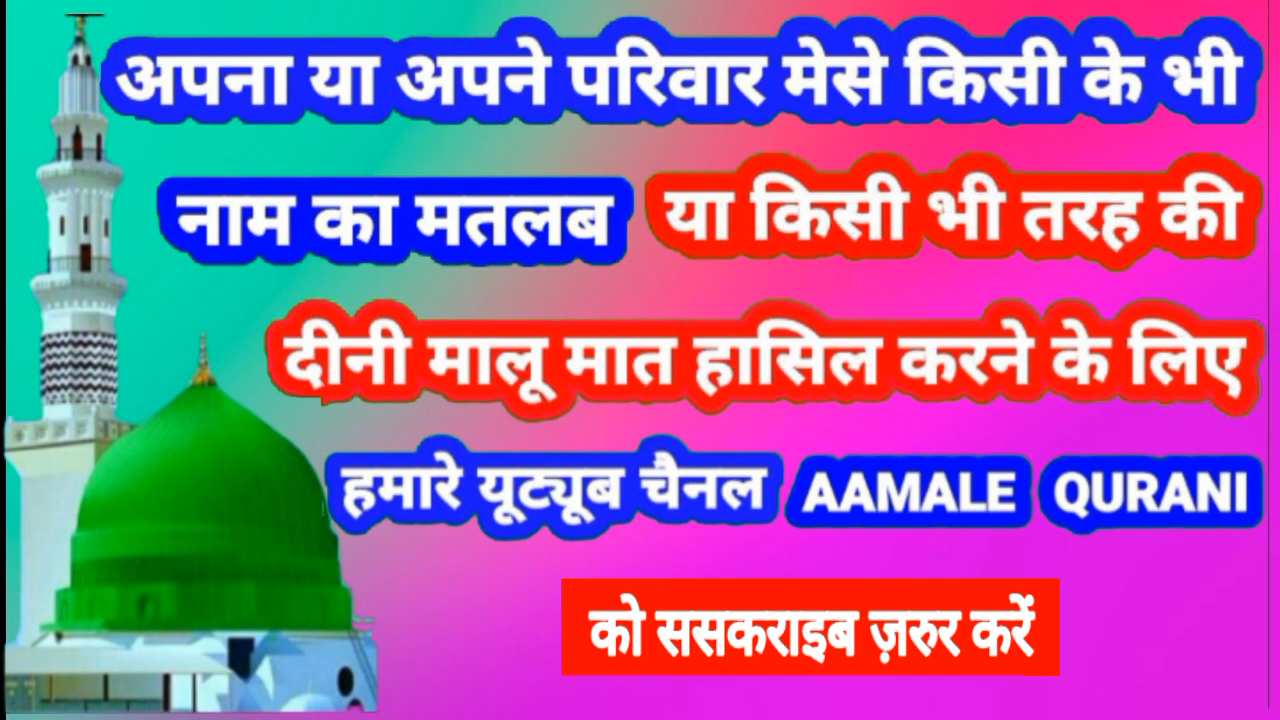 अपना या अपने परिवार मेसे किसी के भी
नाम का मतलब या किसी भी तरह की
दीनी मालू मात हासिल करने के लिए
हमारे यूट्यूब चैनल AAMALE QURANI
को ससकराइब ज़रुर करें